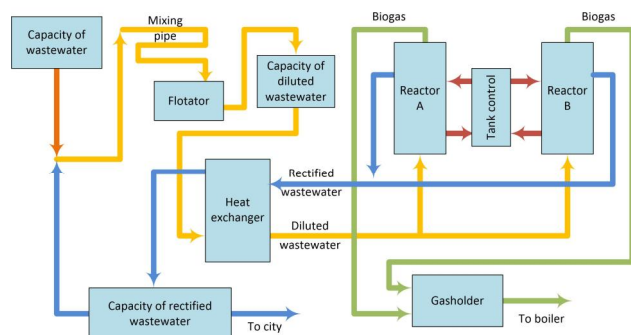 Biogas
Biogas
Mixing
pipe
Capacity of
wastewater
Flotator
Capacity of
diluted
wastewater
Reactor
A
Tank control
Reactor
B
Rectified
wastewater
Heat
exchanger
Diluted
wastewater
Capacity of rectified
wastewater
To city
Gasholder
To boiler